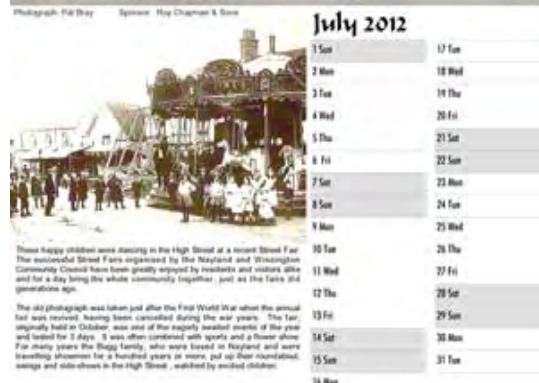 Photograph: Pat Bray Sponsor: Roy Chapman & Sons
These happy children were dancing in the High Street at a recent Street Fair.
The successful Street Fairs organised by the Nayland and Wissington
Community Council have been greatly enjoyed by residents and visitors alike
and for a day bring the whole community together, just as the fairs did
generations ago.
The old photograph was taken just after the First World War when the annual
fair was revived, having been cancelled during the war years. The fair,
originally held in October, was one of the eagerly awaited events of the year
and lasted for 3 days. It was often combined with sports and a flower show.
For many years the Bugg family, who were based in Nayland and were
travelling showmen for a hundred years or more, put up their roundabout,
swings and side-shows in the High Street, watched by excited children.
July 2012
1 Sun
2 Mon
3 Tue
4 Wed
5 Thu
6 Fri
7 Sat
8 Sun
9 Mon
10 Tue
11 Wed
12 Thu
13 Fri
14 Sat
15 Sun
16 Mon
17 Tue
18 Wed
19 Thu
20 Fri
21 Sat
22 Sun
23 Mon
24 Tue
25 Wed
26 Thu
27 Fri
28 Sat
29 Sun
30 Mon
31 Tue